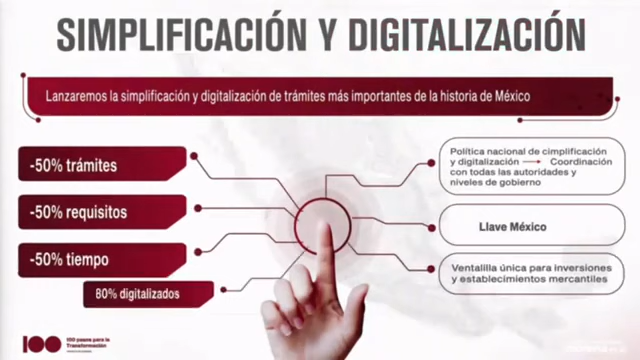 SIMPLIFICACIÓN Y DIGITALIZACIÓN
Lanzaremos la simplificación y digitalización de trámites más importantes de la historia de México
-50% trámites
-50% requisitos
-50% tiempo
80% digitalizados
Política nacional de cimplificación
y digitalización → Coordinación
con todas las autoridades y
niveles de gobierno
Llave México
Ventalilla única para inversiones
y establecimientos mercantiles
100
100 pasos para la
Transformación